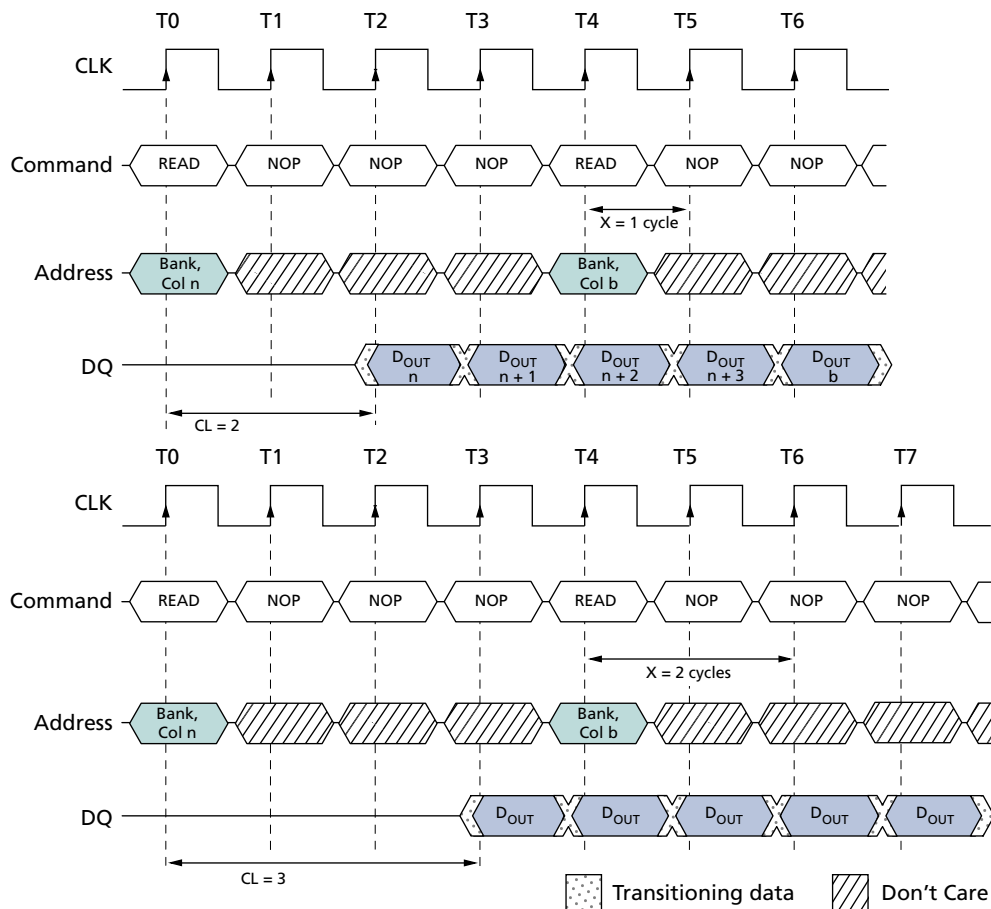 T0 T1 T2 T3 T4 T5 T6
CLK
Command READ NOP NOP NOP READ NOP NOP
X = 1 cycle
Address Bank, Col n Bank, Col b
DQ DOUT n DOUT n + 1 DOUT n + 2 DOUT n + 3 DOUT b
CL = 2
T0 T1 T2 T3 T4 T5 T6 T7
CLK
Command READ NOP NOP NOP READ NOP NOP NOP
X = 2 cycles
Address Bank, Col n Bank, Col b
DQ DOUT DOUT DOUT DOUT DOUT
CL = 3
Transitioning data Don't Care